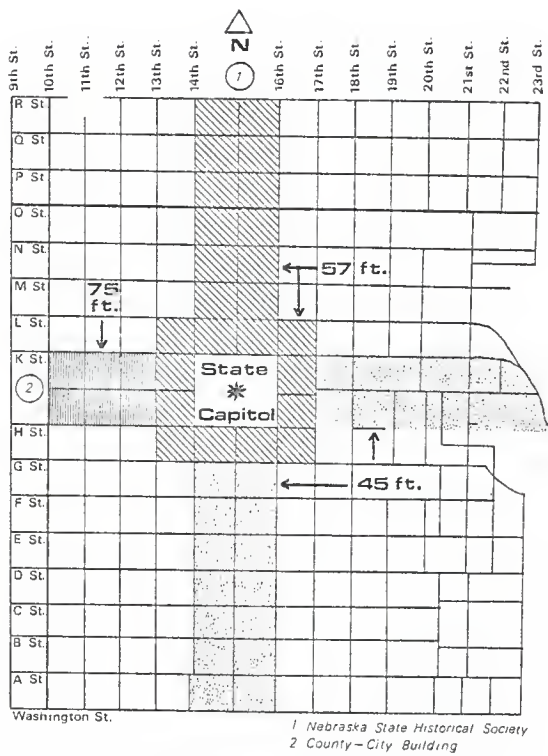 N
1
9th St.
10th St.
11th St.
12th St.
13th St.
14th St.
16th St.
17th St.
18th St.
19th St.
20th St.
21st St.
22nd St.
23rd St.
R St
Q St
P St.
O St.
N St.
57 ft.
M St
75
ft.
L St.
K St
State
2
Capitol
H St.
G St.
45 ft.
F St.
E St.
D St.
C St.
B St.
A St
Washington St.
1 Nebraska State Historical Society
2 County-City Building